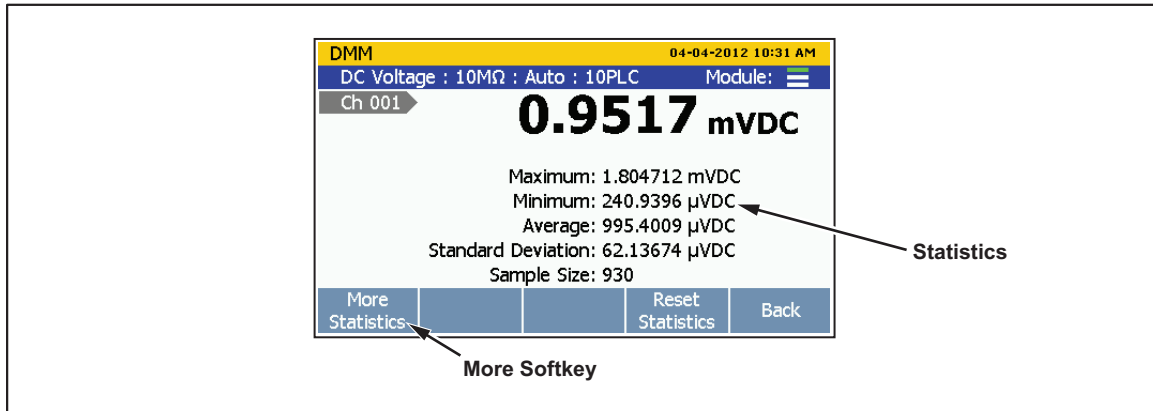 DMM 04-04-2012 10:31 AM
DC Voltage : 10MΩ : Auto : 10PLC Module:
Ch 001
0.9517 mVDC
Maximum: 1.804712 mVDC
Minimum: 240.9396 µVDC
Average: 995.4009 µVDC
Standard Deviation: 62.13674 µVDC
Sample Size: 930
Statistics
More Statistics
Reset Statistics
Back
More Softkey